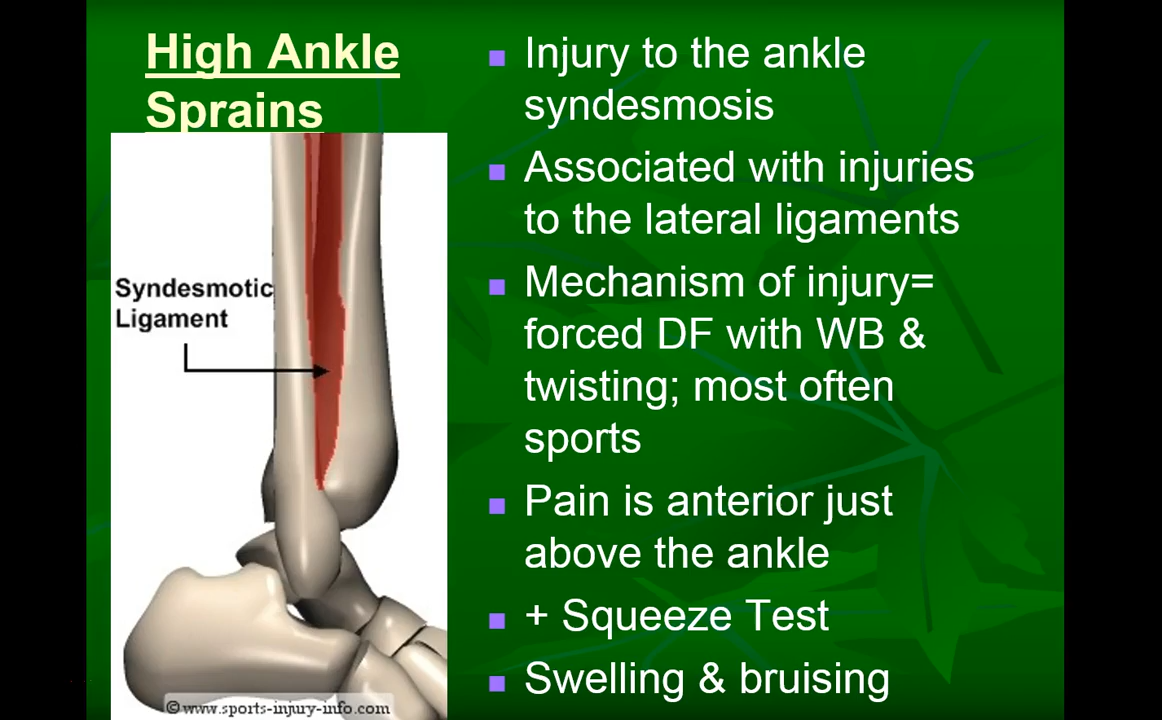 High Ankle
Sprains
Syndesmotic
Ligament
© www.sports-injury-info.com
■ Injury to the ankle
syndesmosis
■ Associated with injuries
to the lateral ligaments
■ Mechanism of injury=
forced DF with WB &
twisting; most often
sports
■ Pain is anterior just
above the ankle
■ + Squeeze Test
■ Swelling & bruising